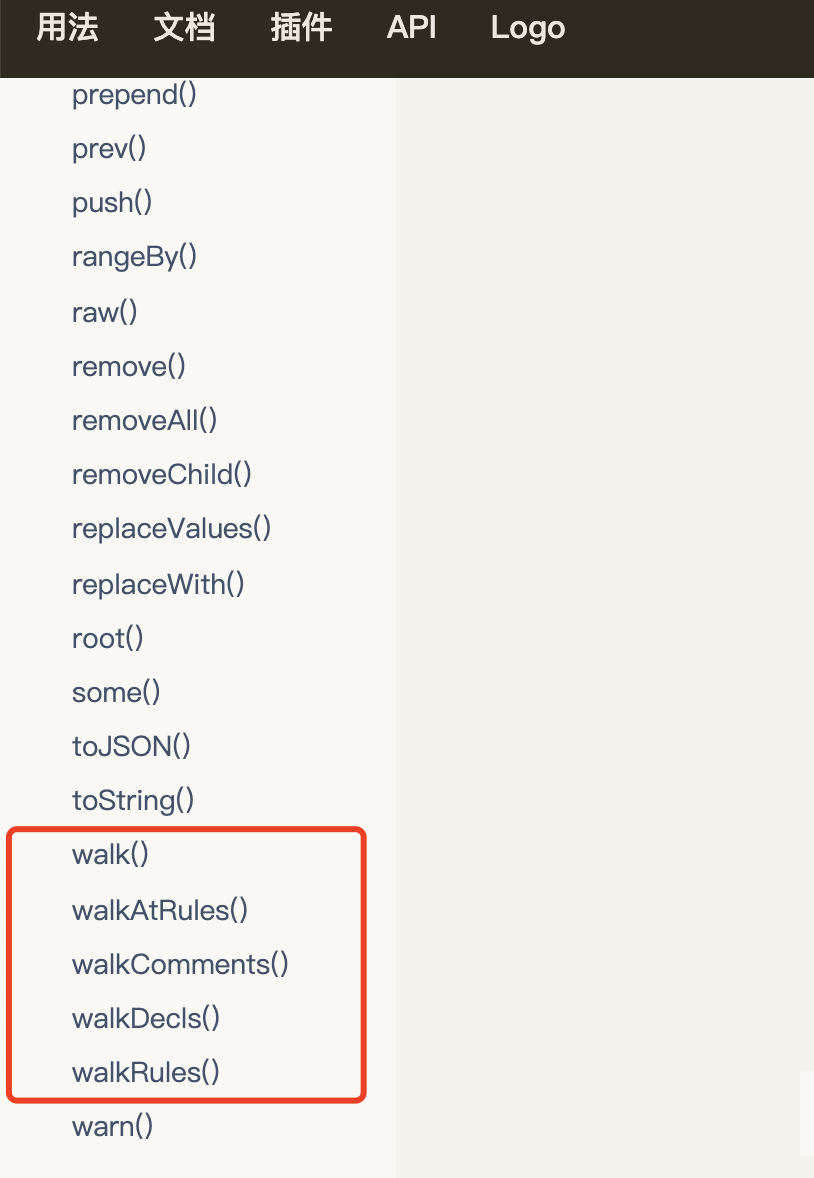 用法 文档 插件 API Logo
prepend()
prev()
push()
rangeBy()
raw()
remove()
removeAll()
removeChild()
replaceValues()
replaceWith()
root()
some()
toJSON()
toString()
walk()
walkAtRules()
walkComments()
walkDecls()
walkRules()
warn()